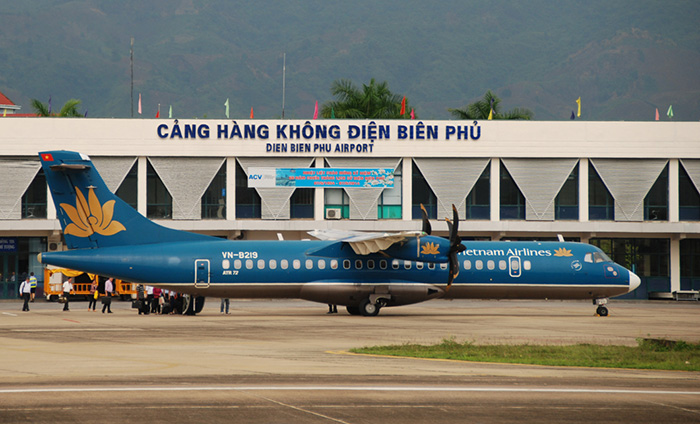 CẢNG HÀNG KHÔNG ĐIỆN BIÊN PHỦ
DIEN BIEN PHU AIRPORT
ACV
VN-B219
Vietnam Airlines
ATR 72